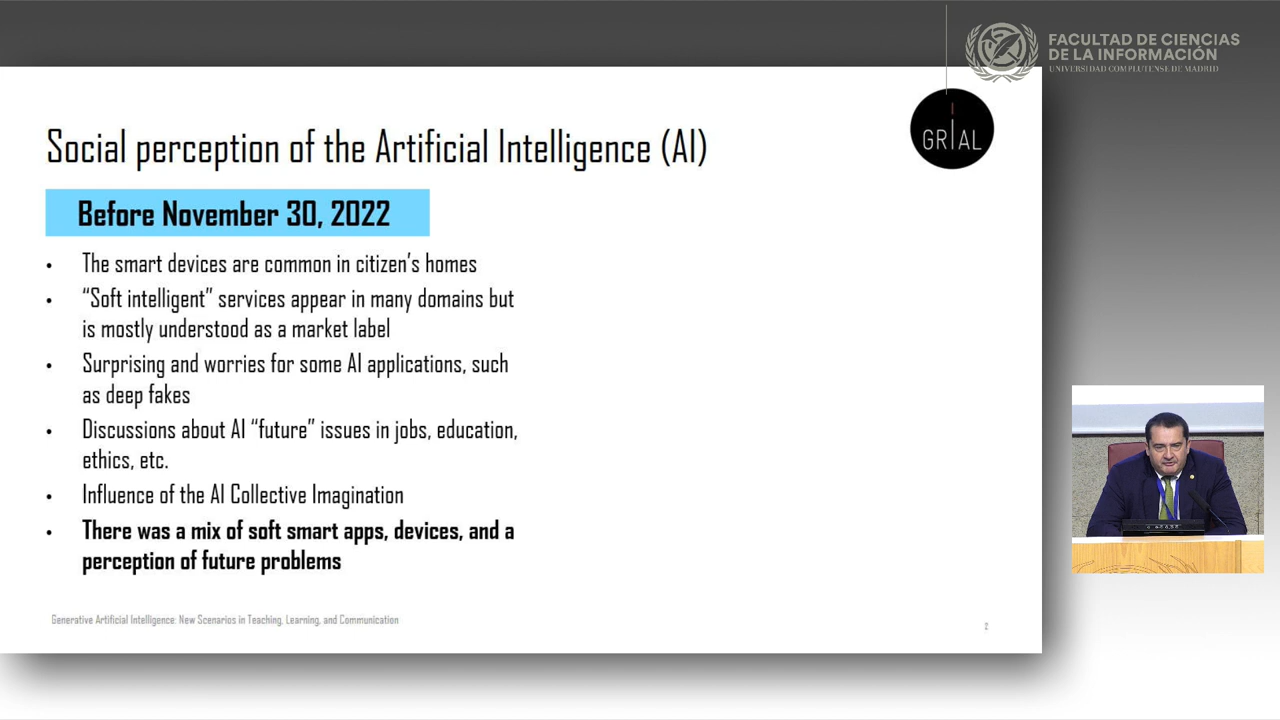 FACULTAD DE CIENCIAS
DE LA INFORMACIÓN
UNIVERSIDAD COMPLUTENSE DE MADRID
GRIAL
Social perception of the Artificial Intelligence (AI)
Before November 30, 2022
• The smart devices are common in citizen’s homes
• “Soft intelligent” services appear in many domains but
is mostly understood as a market label
• Surprising and worries for some AI applications, such
as deep fakes
• Discussions about AI “future” issues in jobs, education,
ethics, etc.
• Influence of the AI Collective Imagination
• There was a mix of soft smart apps, devices, and a
perception of future problems
Generative Artificial Intelligence: New Scenarios in Teaching, Learning, and Communication
2